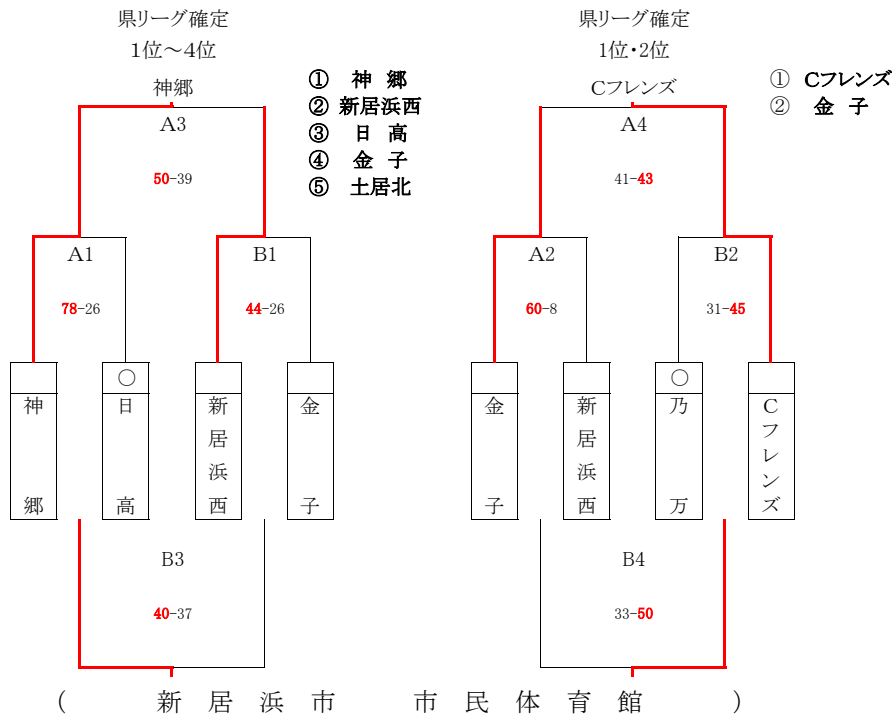 県リーグ確定
1位～4位
神郷
① 神 郷
② 新居浜西
③ 日 高
④ 金 子
⑤ 土居北
A3
50-39
A1
78-26
B1
44-26
神郷
○
日高
新居浜西
金子
B3
40-37
県リーグ確定
1位・2位
Cフレンズ
① Cフレンズ
② 金 子
A4
41-43
A2
60-8
B2
31-45
金子
新居浜西
○
乃万
Cフレンズ
B4
33-50
( 新居浜市 市民体育館 )